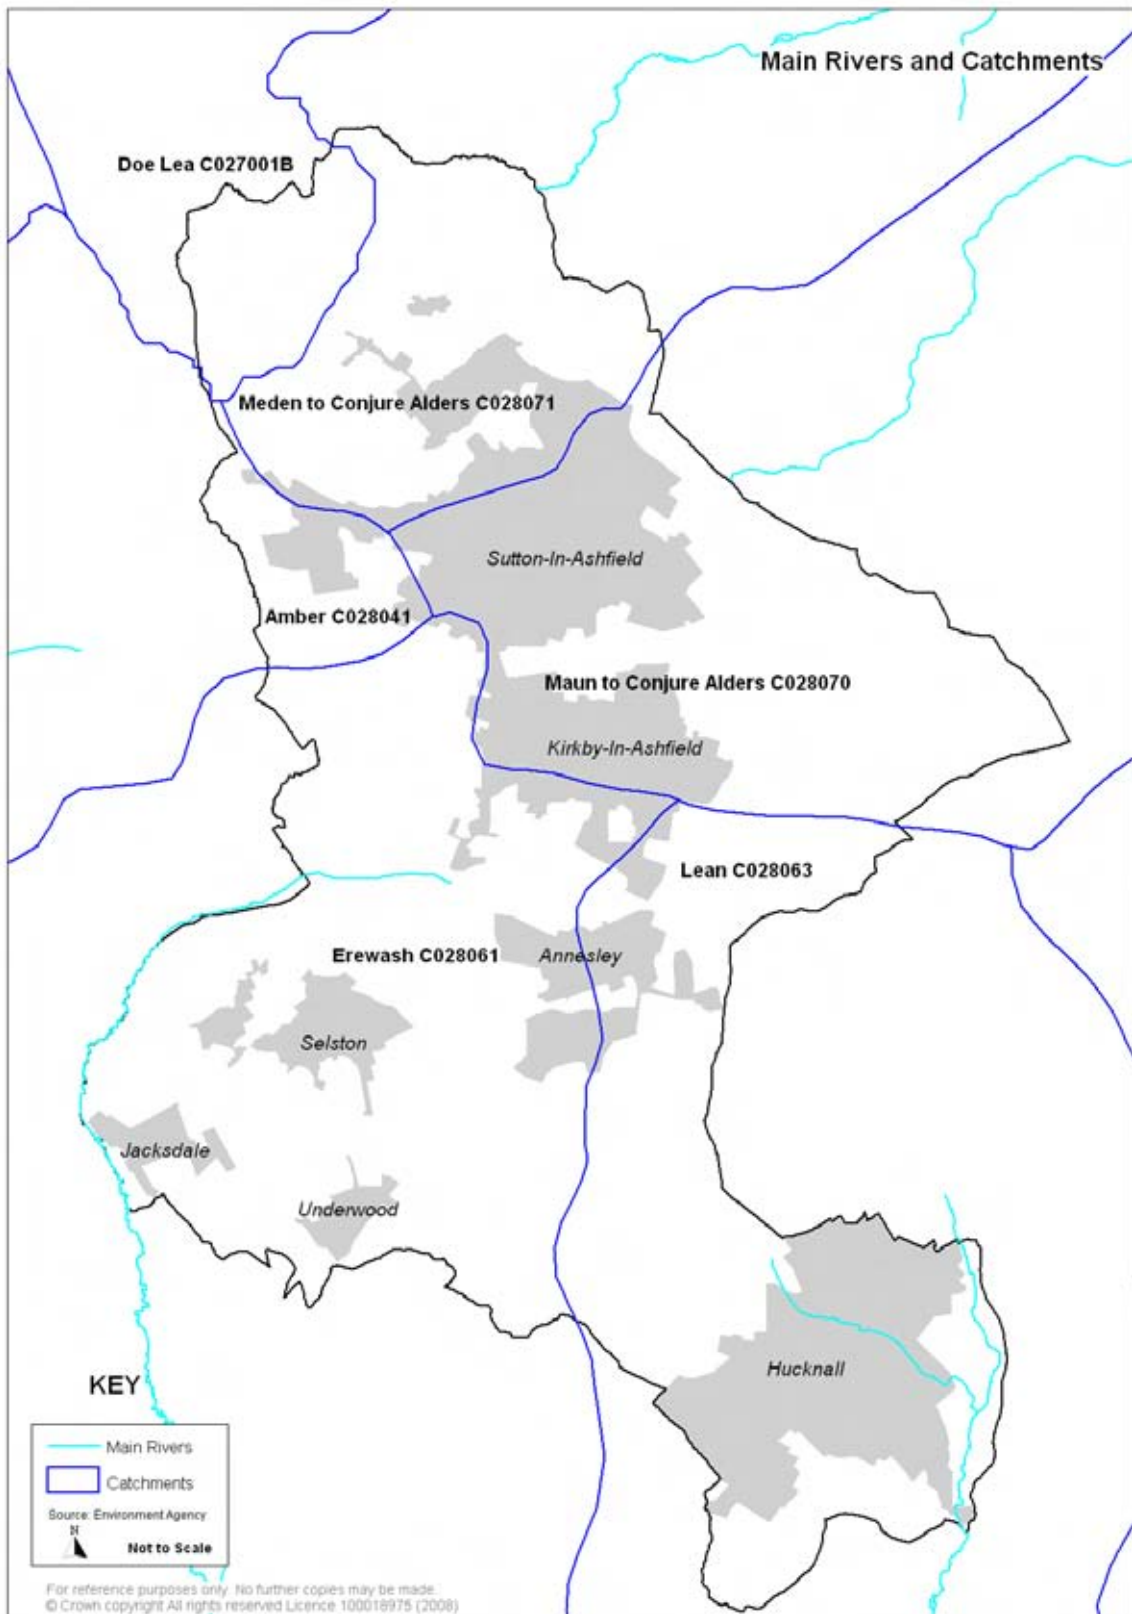 Main Rivers and Catchments
Doe Lea C027001B
Meden to Conjure Alders C028071
Sutton-In-Ashfield
Amber C028041
Maun to Conjure Alders C028070
Kirkby-In-Ashfield
Lean C028063
Erewash C028061
Annesley
Selston
Jacksdale
Underwood
Hucknall
KEY
Main Rivers
Catchments
Source: Environment Agency
N
Not to Scale
For reference purposes only. No further copies may be made.
© Crown copyright All rights reserved Licence 100018975 (2008)